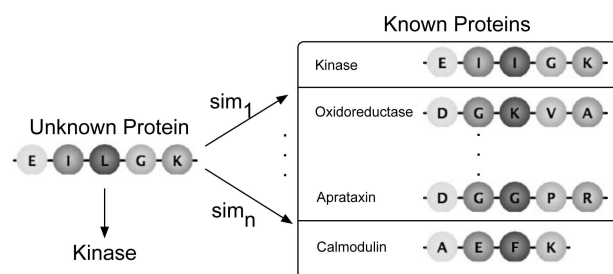 Known Proteins
Kinase
E I I G K
sim1
Oxidoreductase
D G K V A
Unknown Protein
E I L G K
Aprataxin
D G G P R
simn
Kinase
Calmodulin
A E F K